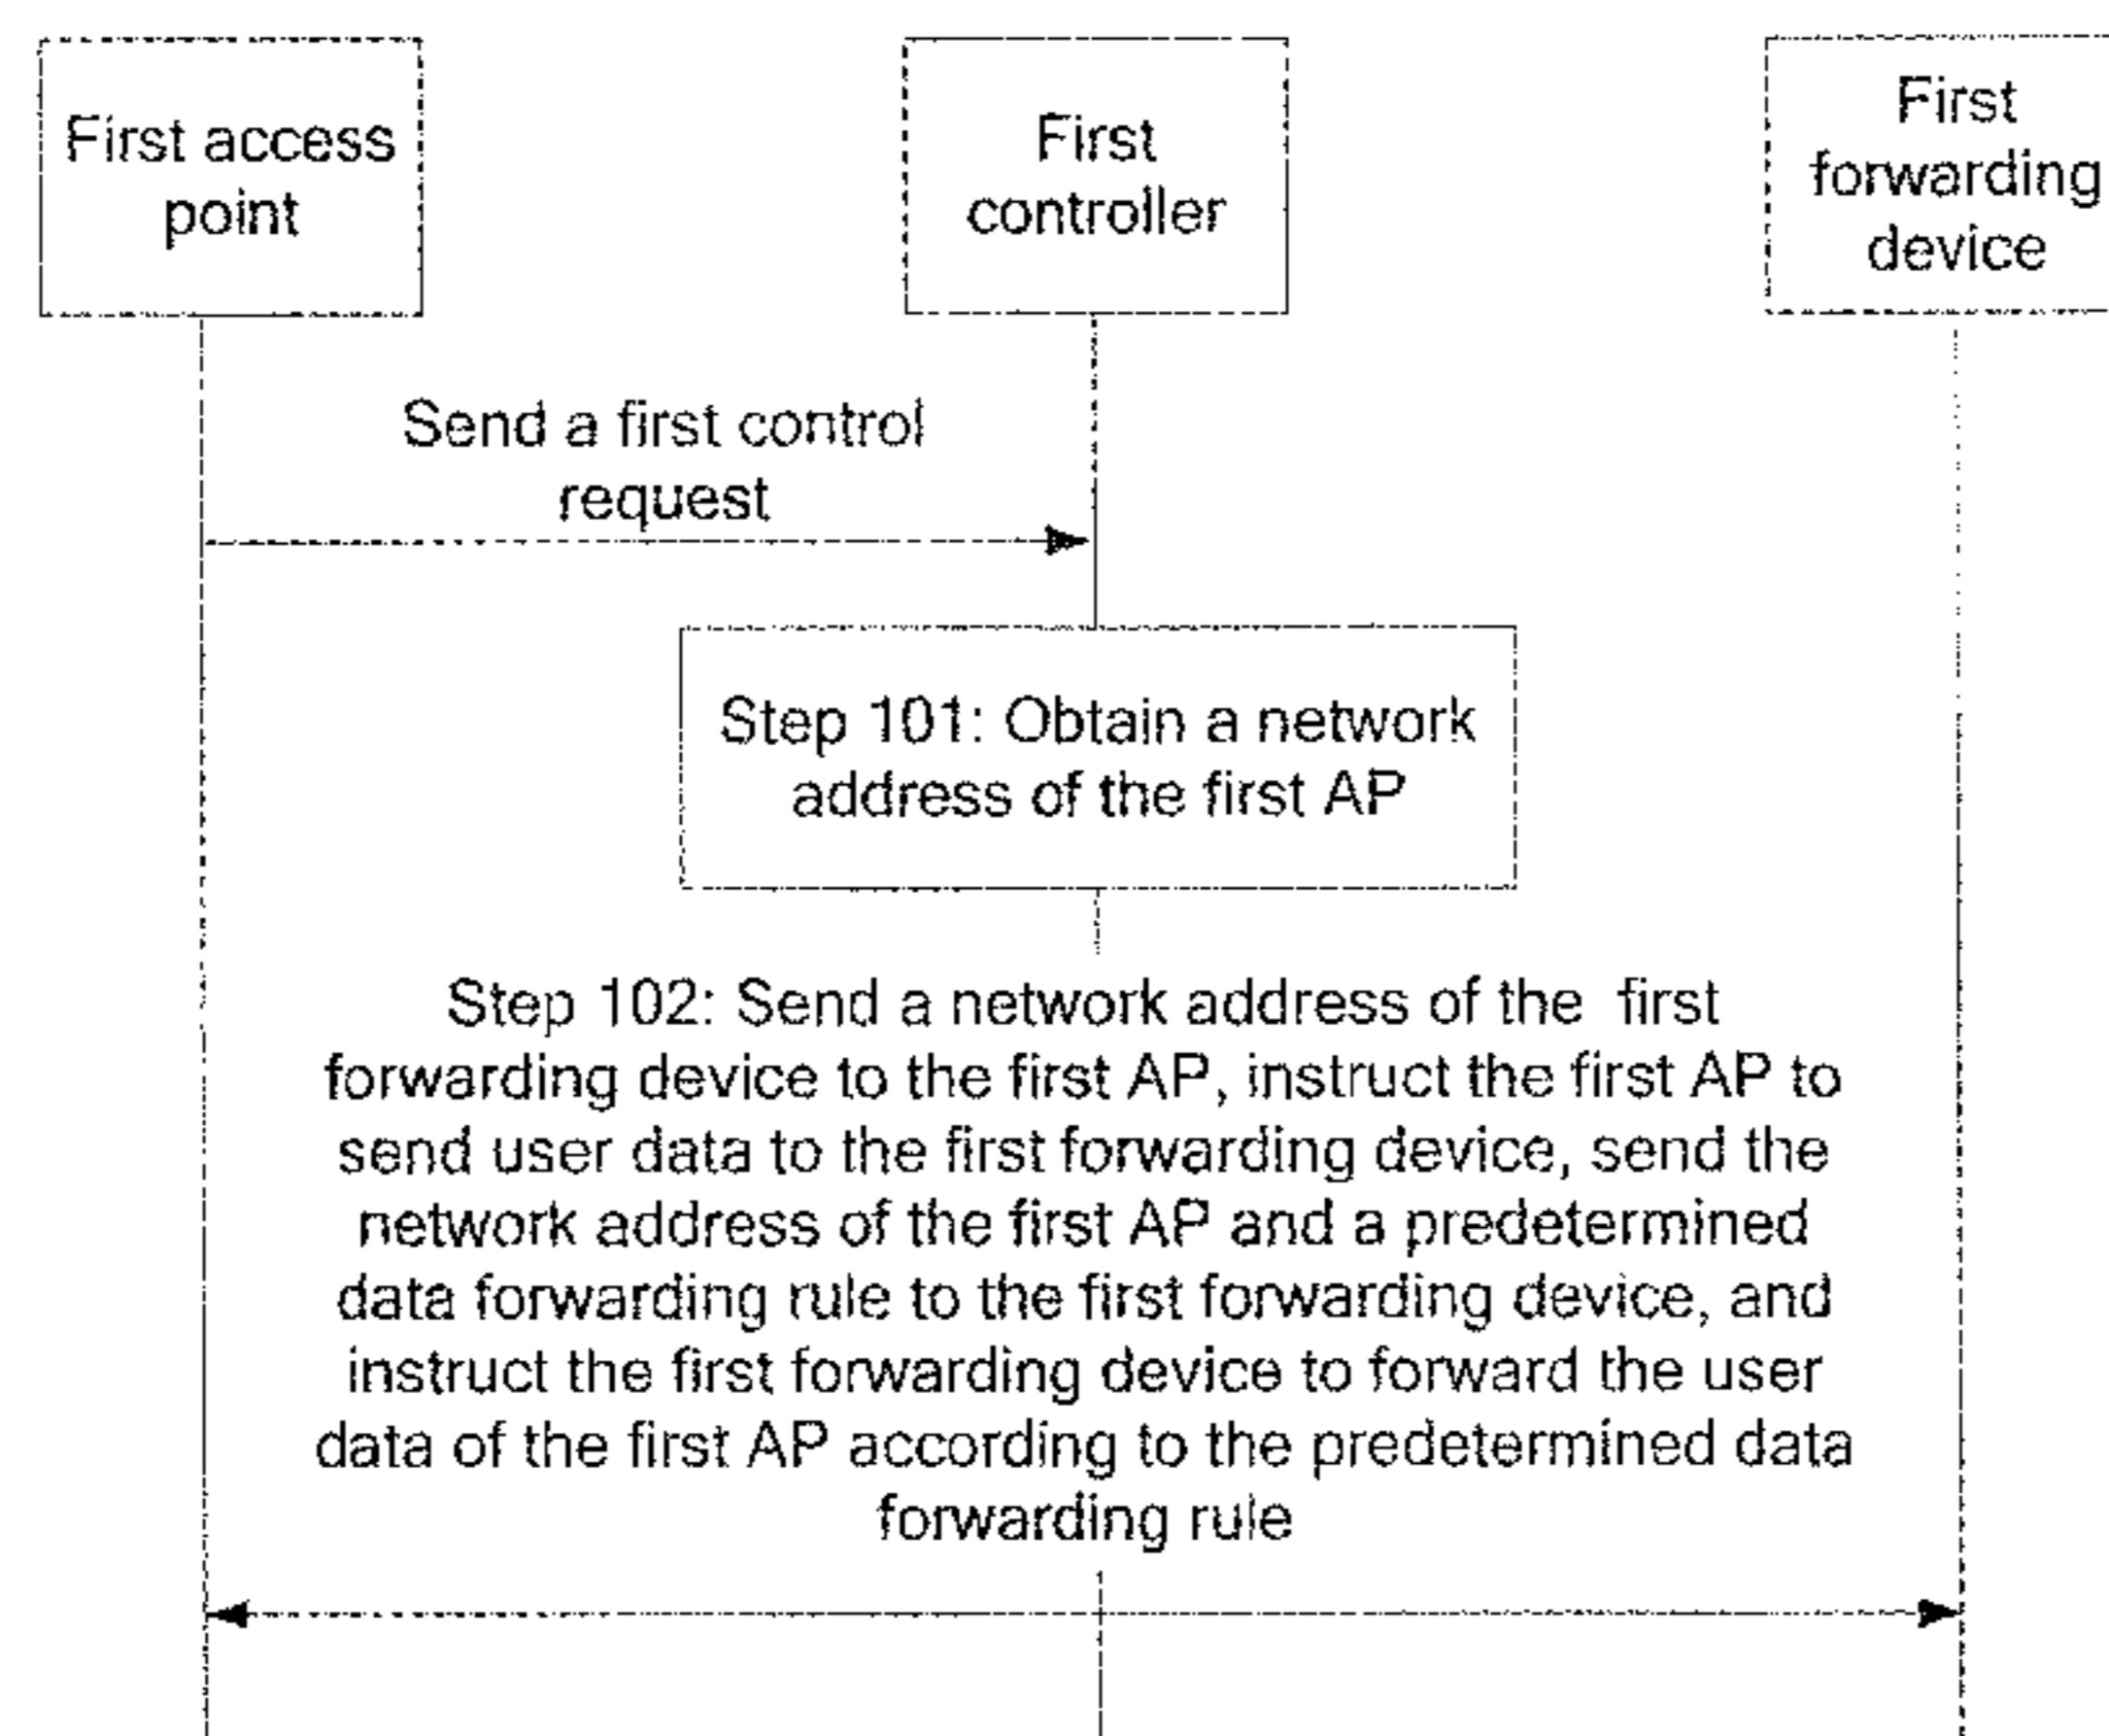 First access
point
First
controller
First
forwarding
device
Send a first control
request
Step 101: Obtain a network
address of the first AP
Step 102: Send a network address of the first
forwarding device to the first AP, instruct the first AP to
send user data to the first forwarding device, send the
network address of the first AP and a predetermined
data forwarding rule to the first forwarding device, and
instruct the first forwarding device to forward the user
data of the first AP according to the predetermined data
forwarding rule